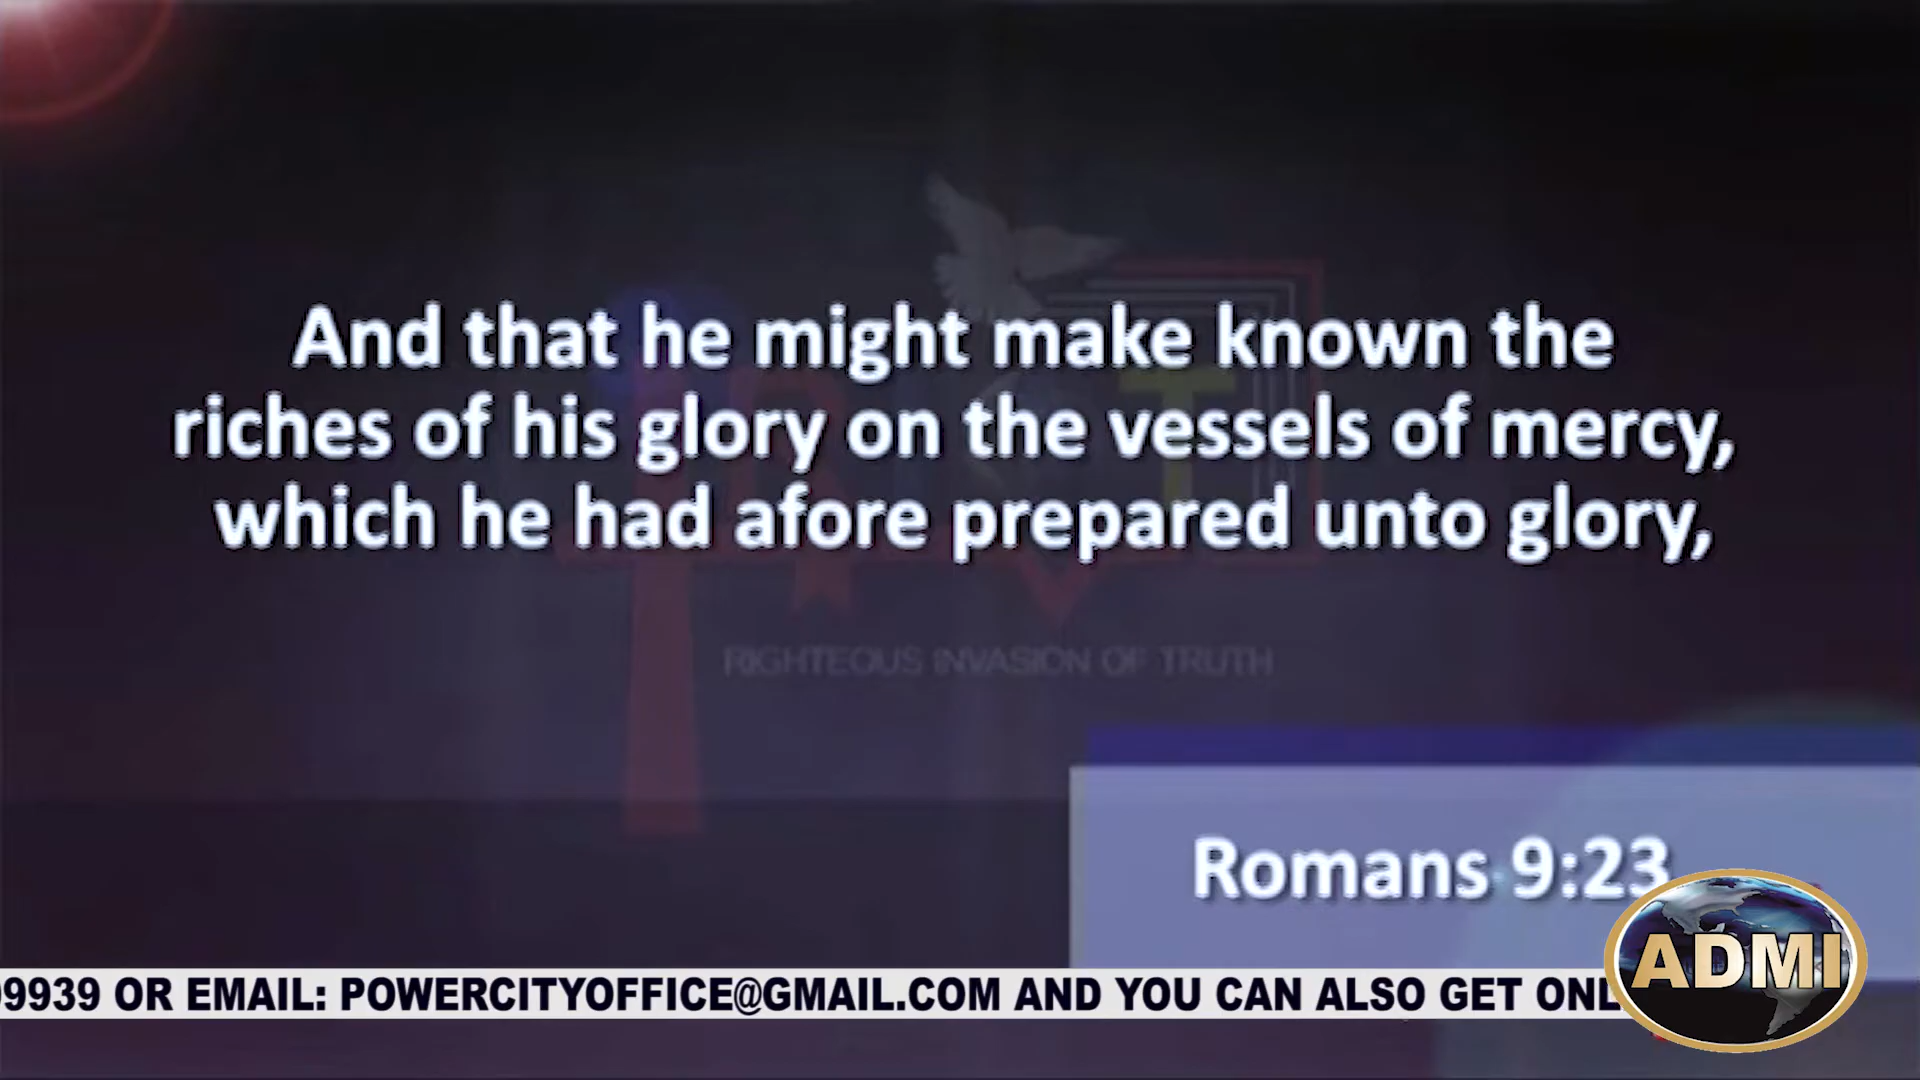 And that he might make known the
riches of his glory on the vessels of mercy,
which he had afore prepared unto glory,
RIGHTEOUS INVASION OF TRUTH
Romans 9:23
ADMI
9939 OR EMAIL: POWERCITYOFFICE@GMAIL.COM AND YOU CAN ALSO GET ONL